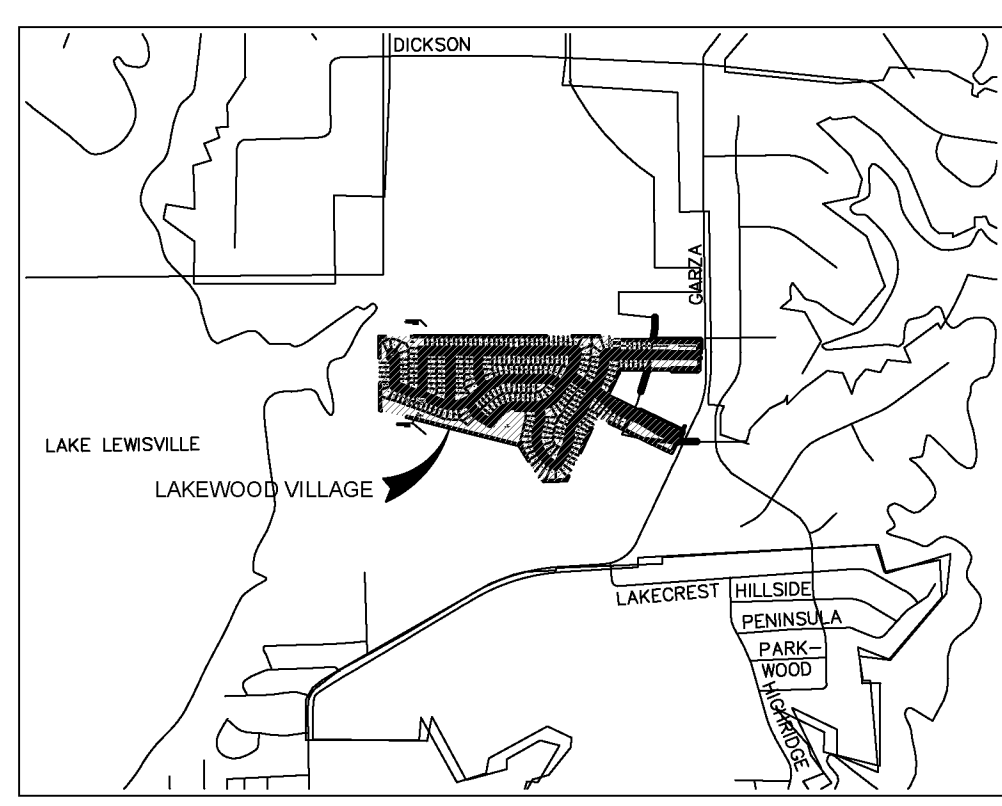 DICKSON
GARZA
LAKE LEWISVILLE
LAKEWOOD VILLAGE
LAKECREST
HILLSIDE
PENINSULA
PARK-
WOOD
HIGHRIDGE